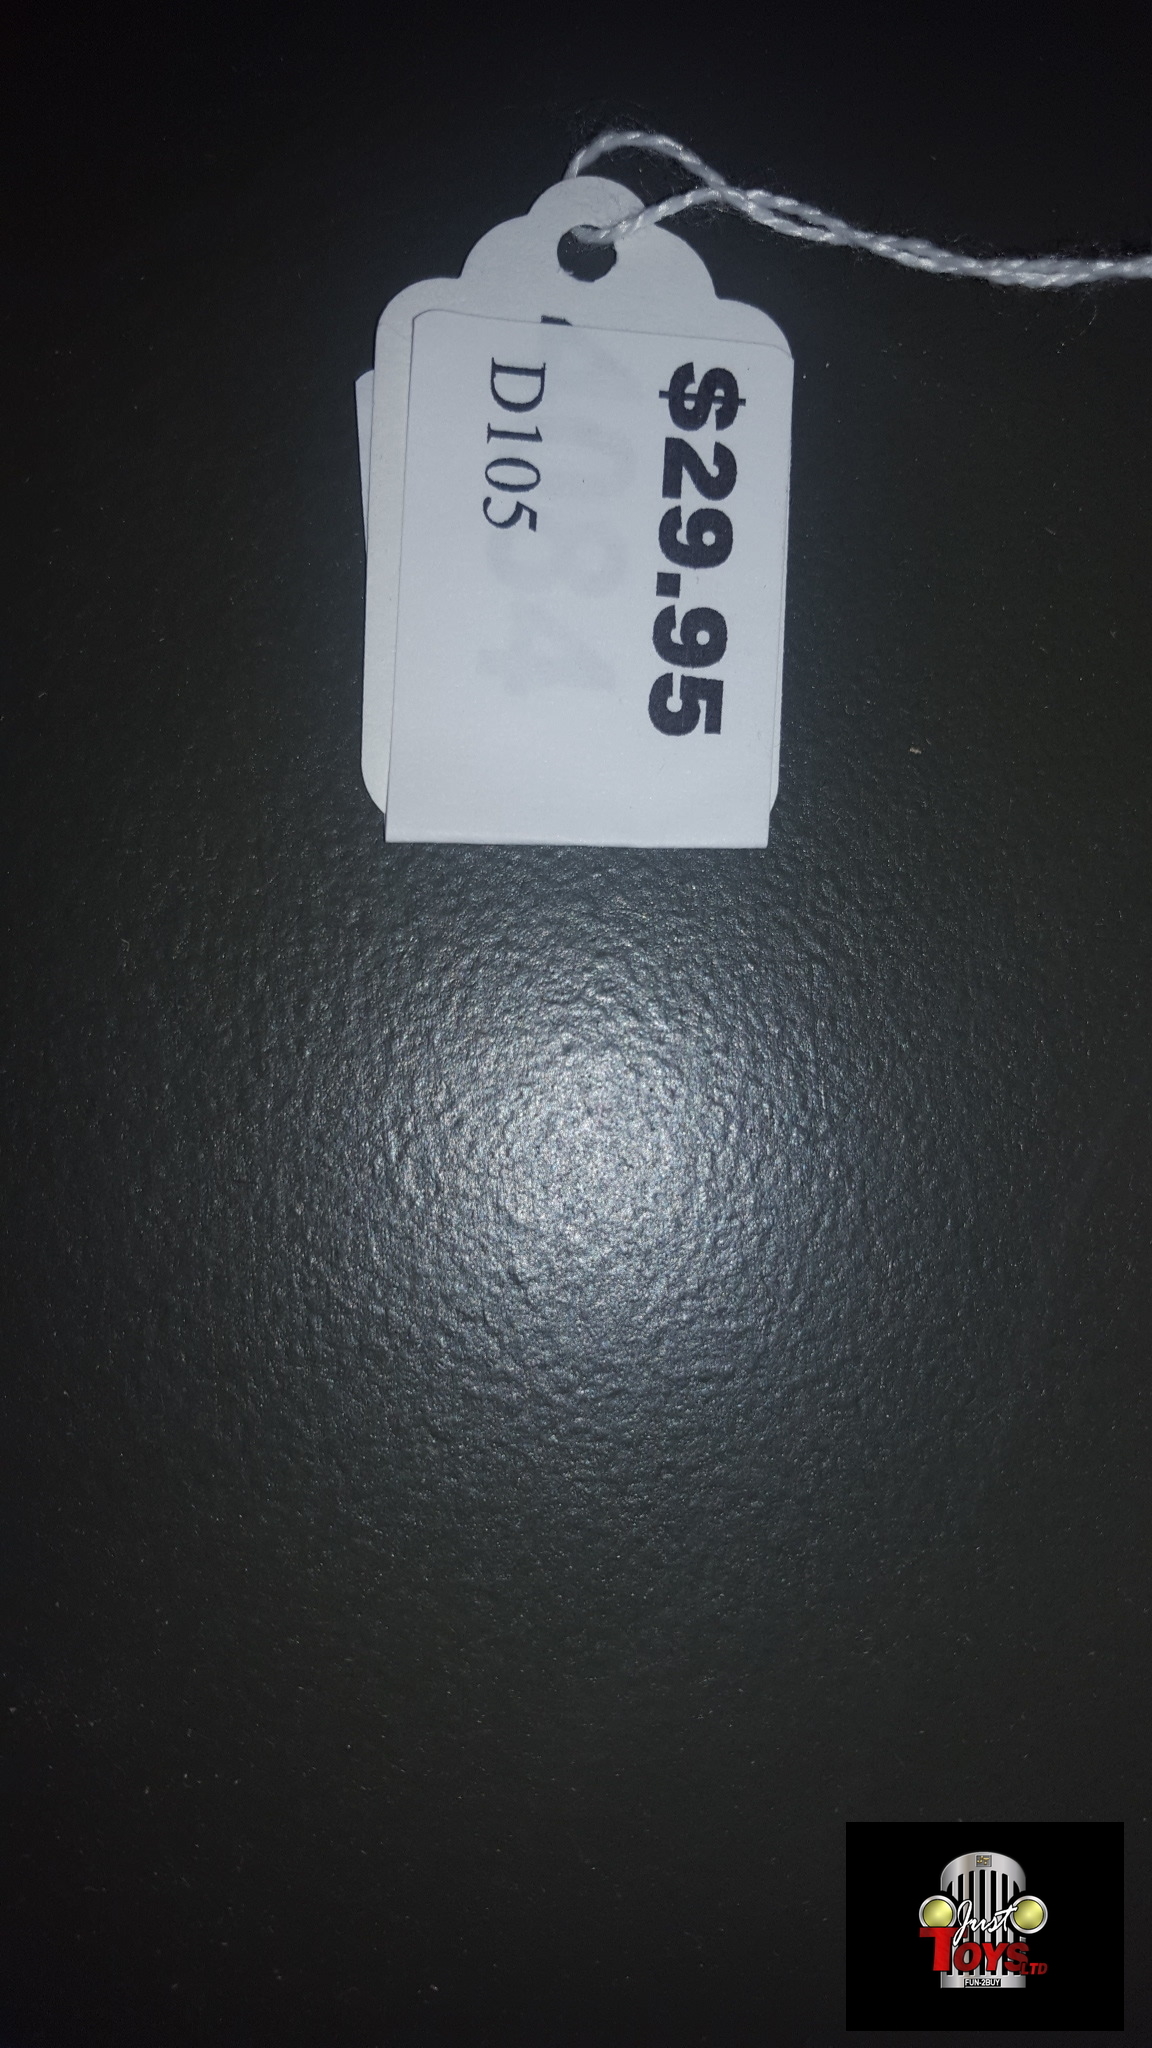 $29.95
D105
Just
TOYS LTD
FUN-2BUY